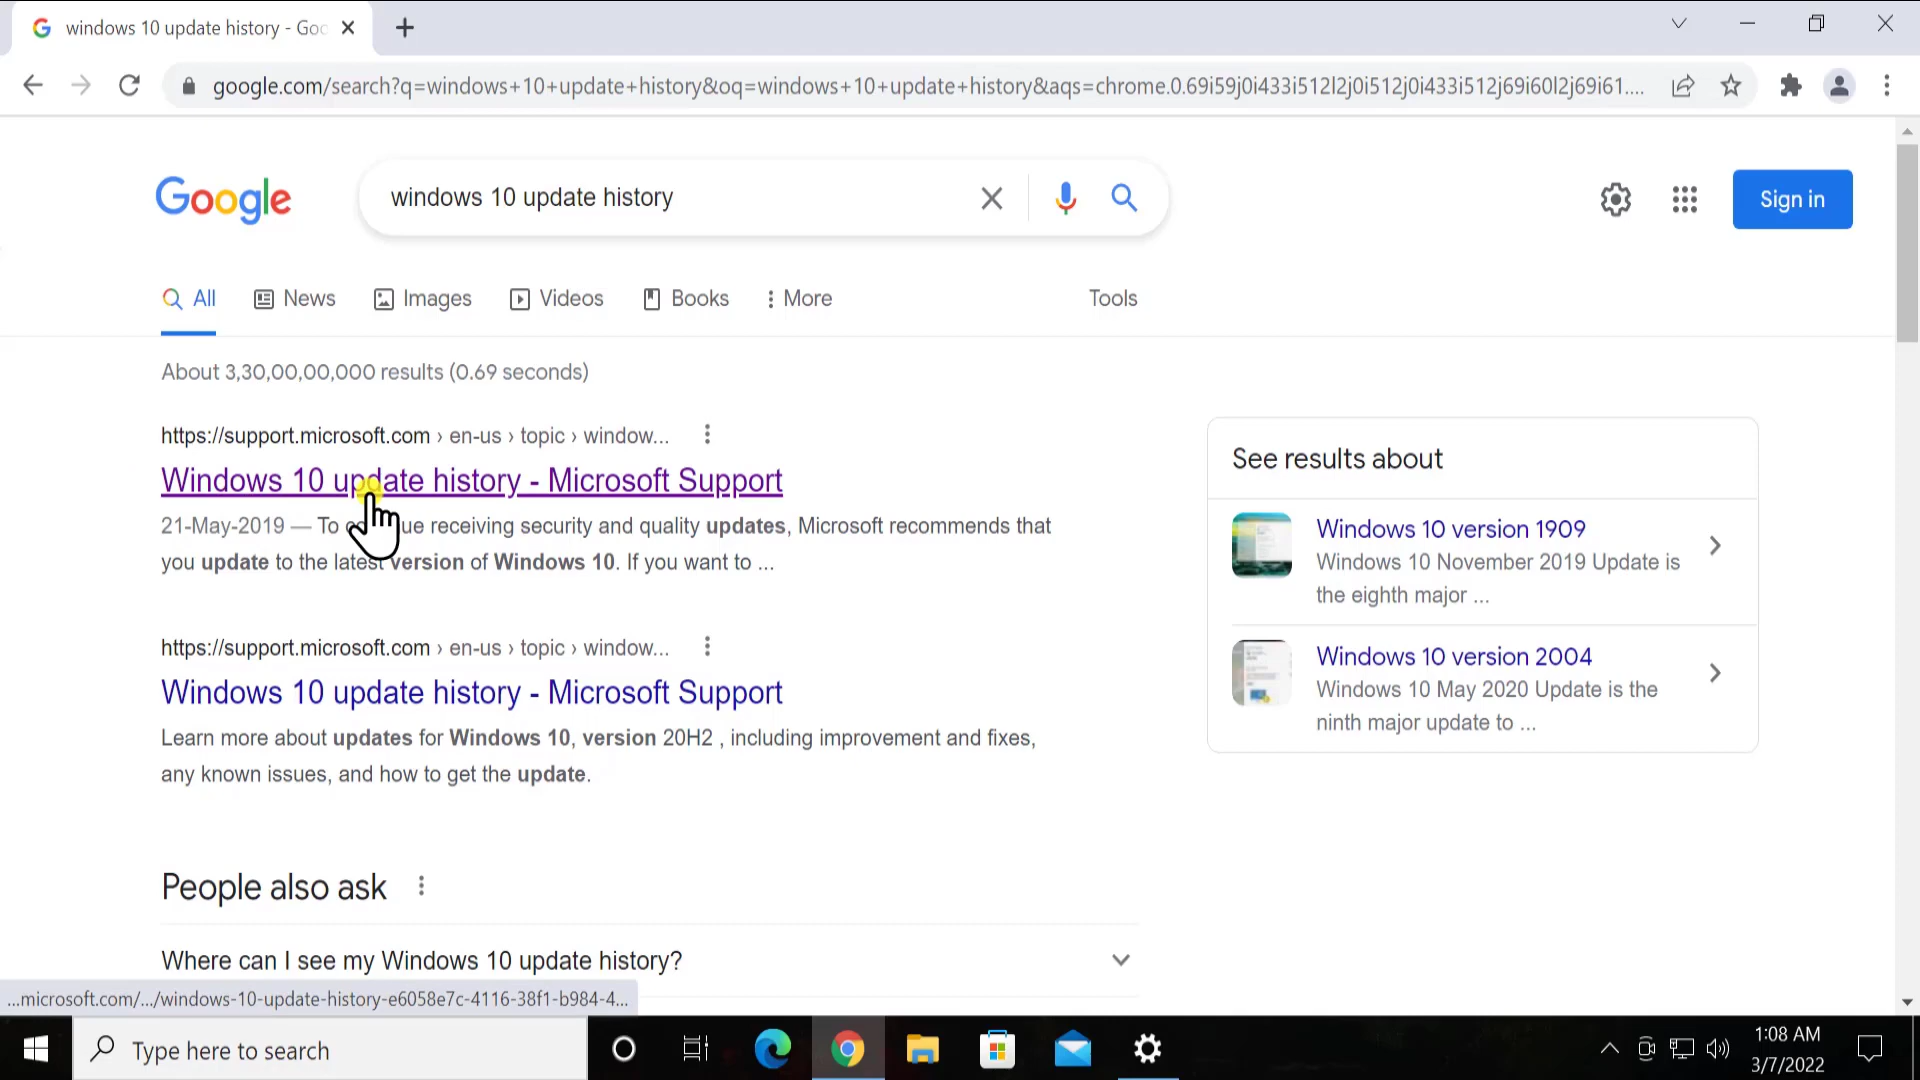 windows 10 update history - Goo
google.com/search?q=windows+10+update+history&oq=windows+10+update+history&aqs=chrome.0.69i59j0i433i512l2j0i512j0i433i512j69i60l2j69i61....
Google
windows 10 update history
Sign in
All
News
Images
Videos
Books
More
Tools
About 3,30,00,00,000 results (0.69 seconds)
https://support.microsoft.com › en-us › topic › window...
Windows 10 update history - Microsoft Support
21-May-2019 — To receiving security and quality updates, Microsoft recommends that
you update to the latest version of Windows 10. If you want to ...
https://support.microsoft.com › en-us › topic › window...
Windows 10 update history - Microsoft Support
Learn more about updates for Windows 10, version 20H2 , including improvement and fixes,
any known issues, and how to get the update.
See results about
Windows 10 version 1909
Windows 10 November 2019 Update is
the eighth major ...
Windows 10 version 2004
Windows 10 May 2020 Update is the
ninth major update to ...
People also ask
Where can I see my Windows 10 update history?
...microsoft.com/.../windows-10-update-history-e6058e7c-4116-38f1-b984-4...
Type here to search
1:08 AM
3/7/2022